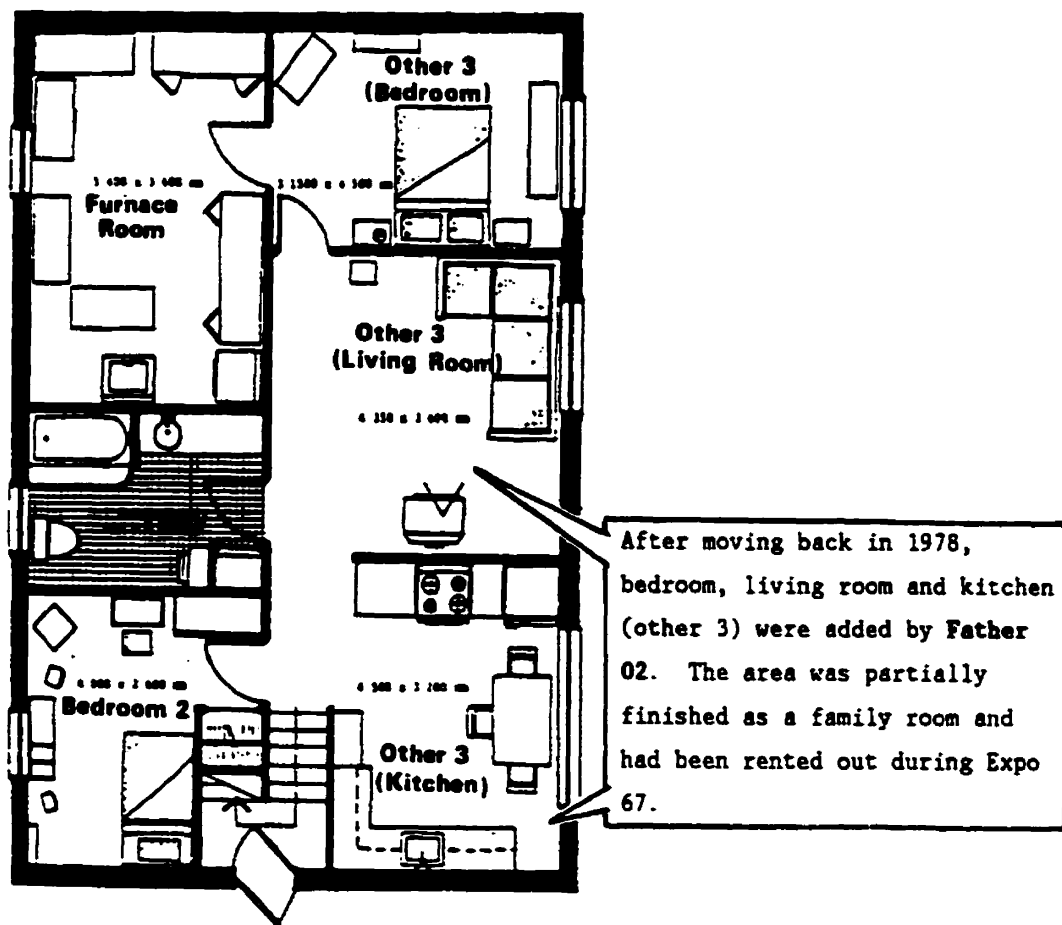 Other 3
(Bedroom)
Furnace
Room
Other 3
(Living Room)
Bedroom 2
Other 3
(Kitchen)
After moving back in 1978,
bedroom, living room and kitchen
(other 3) were added by Father
02. The area was partially
finished as a family room and
had been rented out during Expo
67.